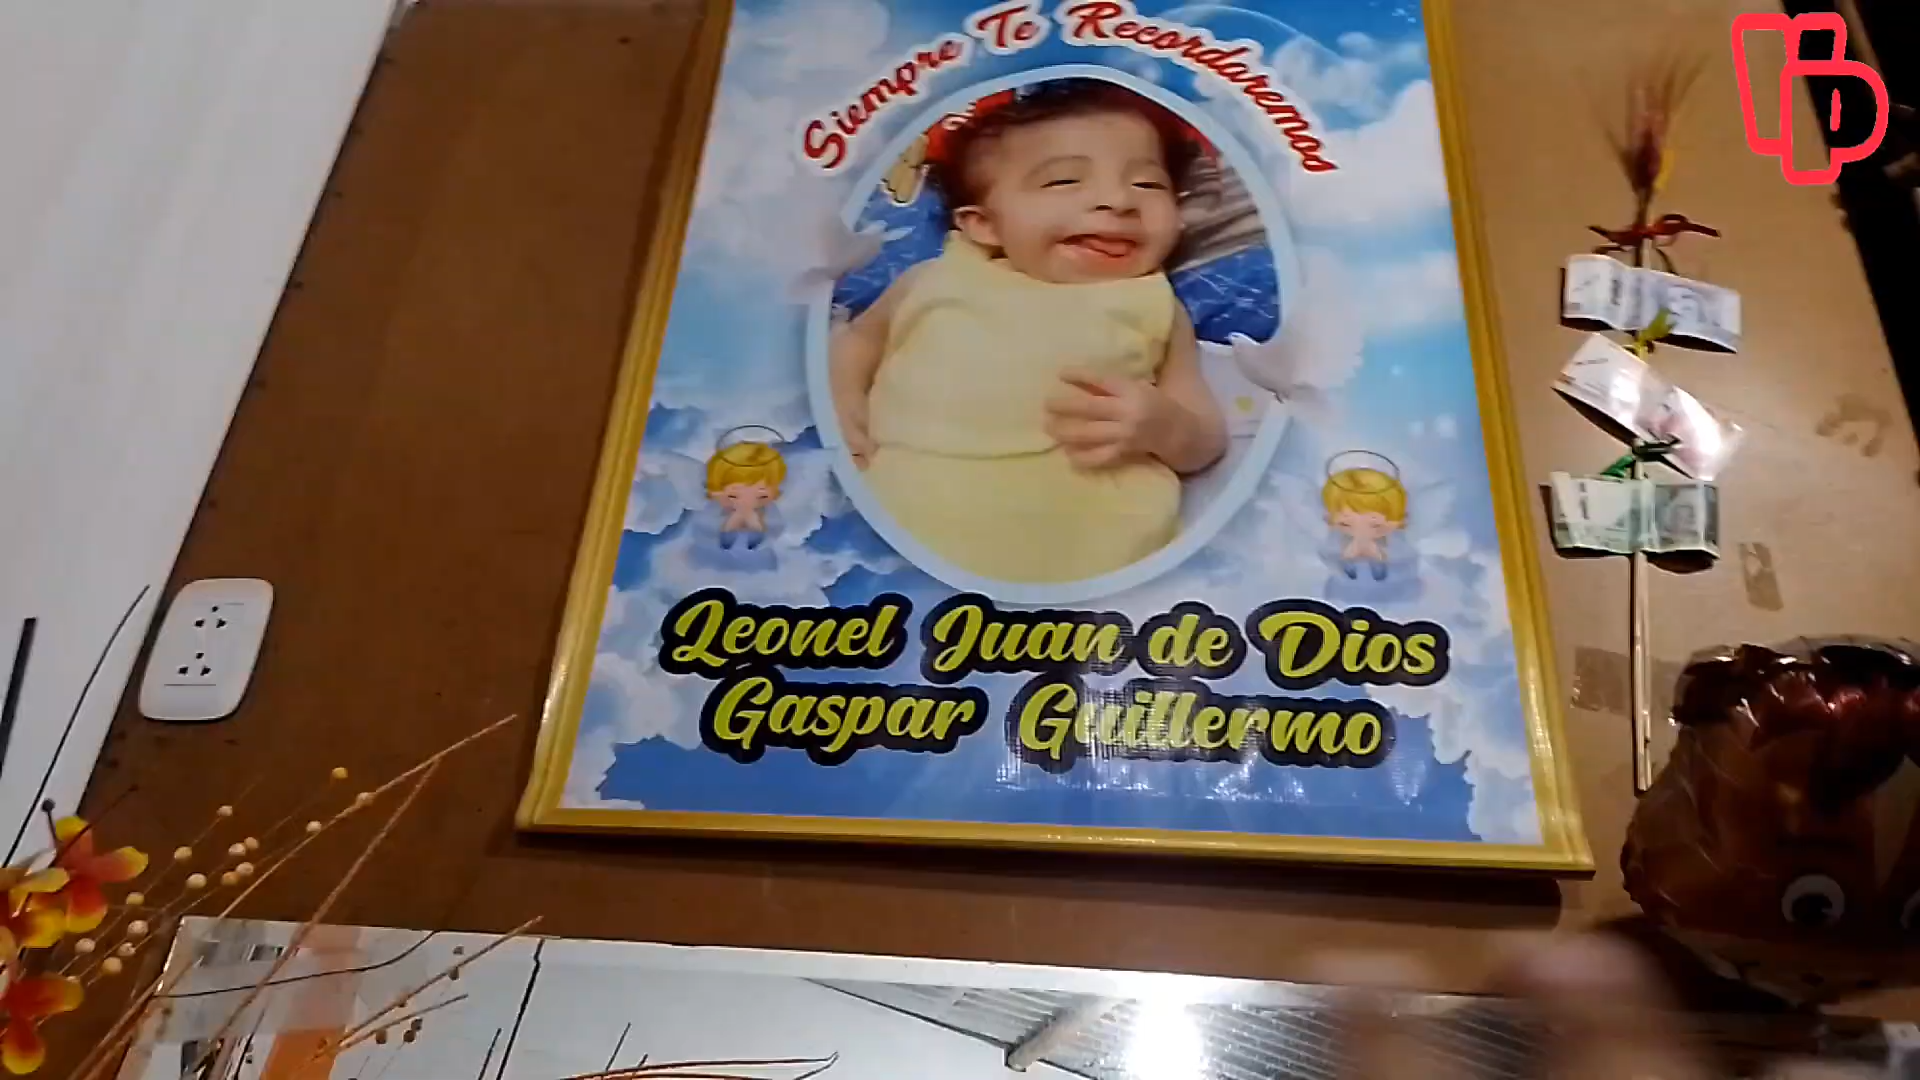 Siempre Te Recordaremos
Leonel Juan de Dios
Gaspar Guillermo